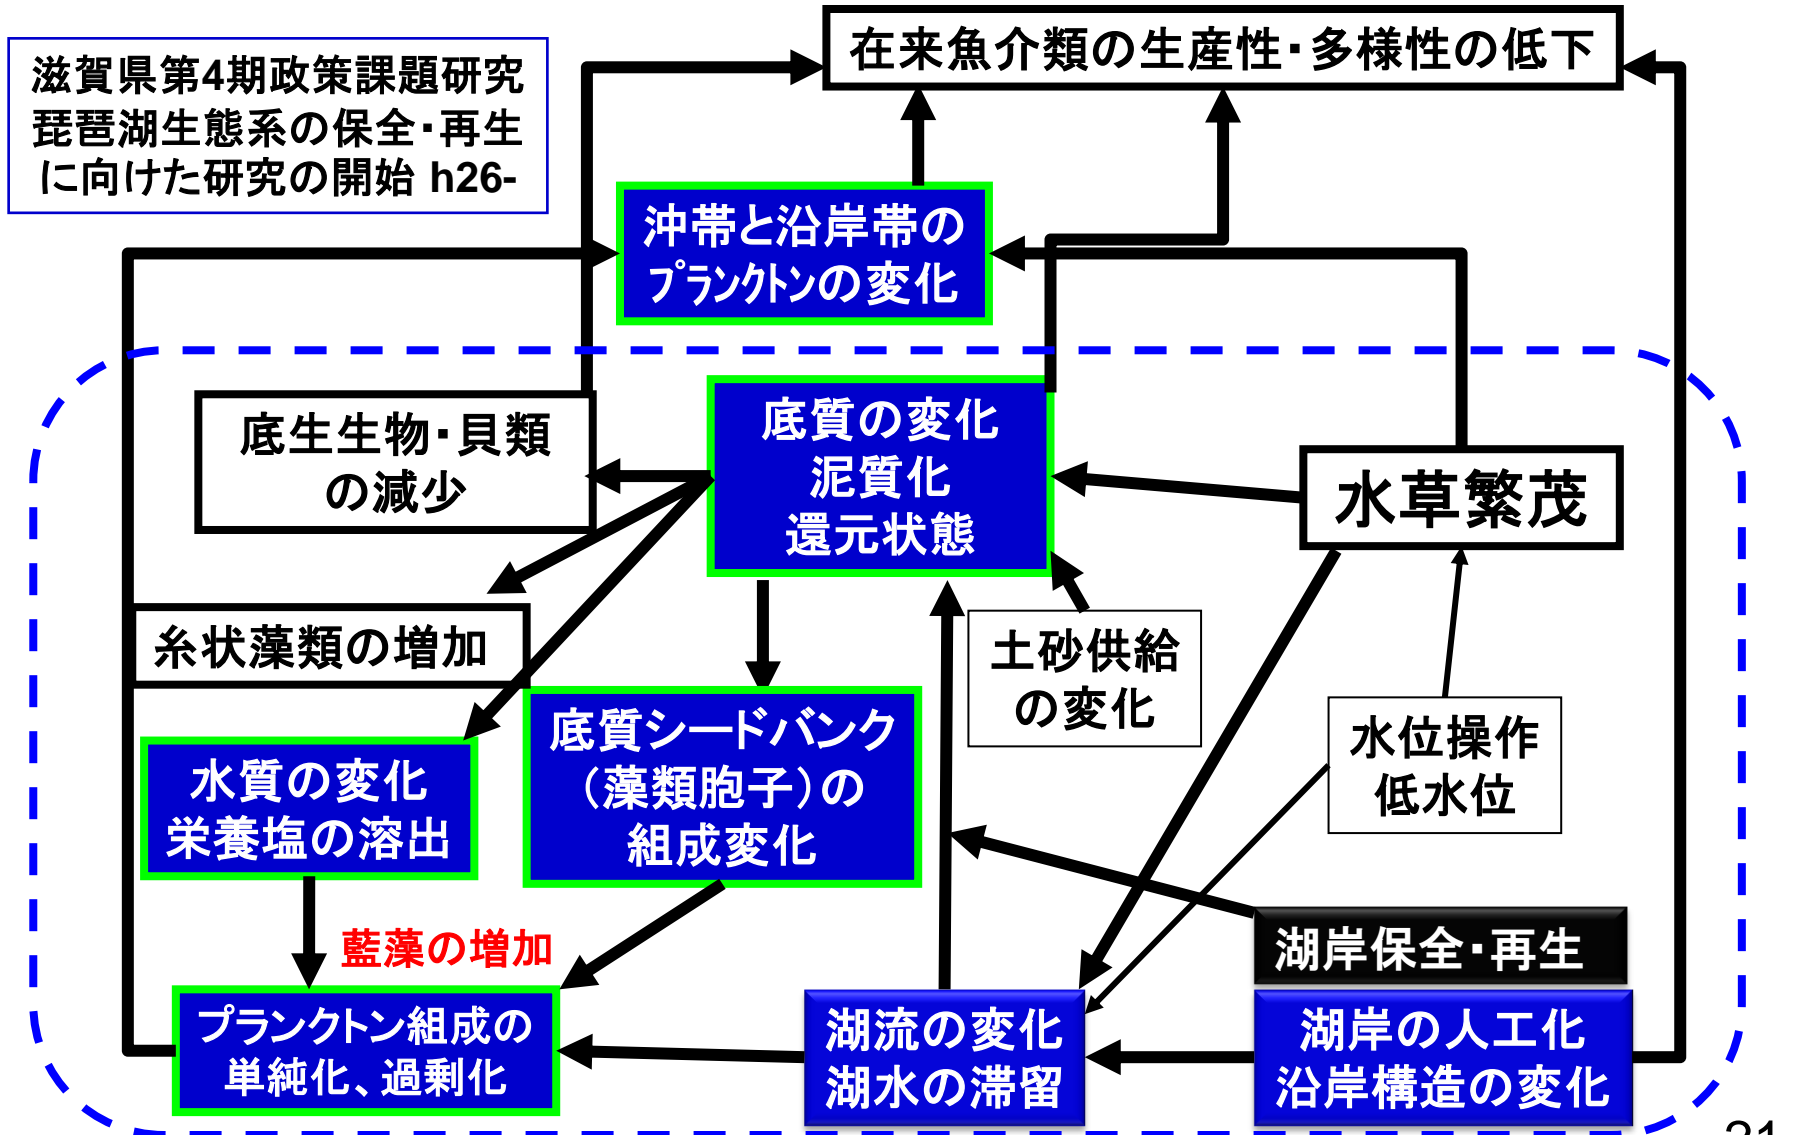 在来魚介類の生産性・多様性の低下
滋賀県第4期政策課題研究
琵琶湖生態系の保全・再生
に向けた研究の開始 h26-
沖帯と沿岸帯の
プランクトンの変化
底生生物・貝類
の減少
底質の変化
泥質化
還元状態
水草繁茂
糸状藻類の増加
土砂供給
の変化
底質シードバンク
（藻類胞子）の
組成変化
水位操作
低水位
水質の変化
栄養塩の溶出
藍藻の増加
湖岸保全・再生
プランクトン組成の
単純化、過剰化
湖流の変化
湖水の滞留
湖岸の人工化
沿岸構造の変化